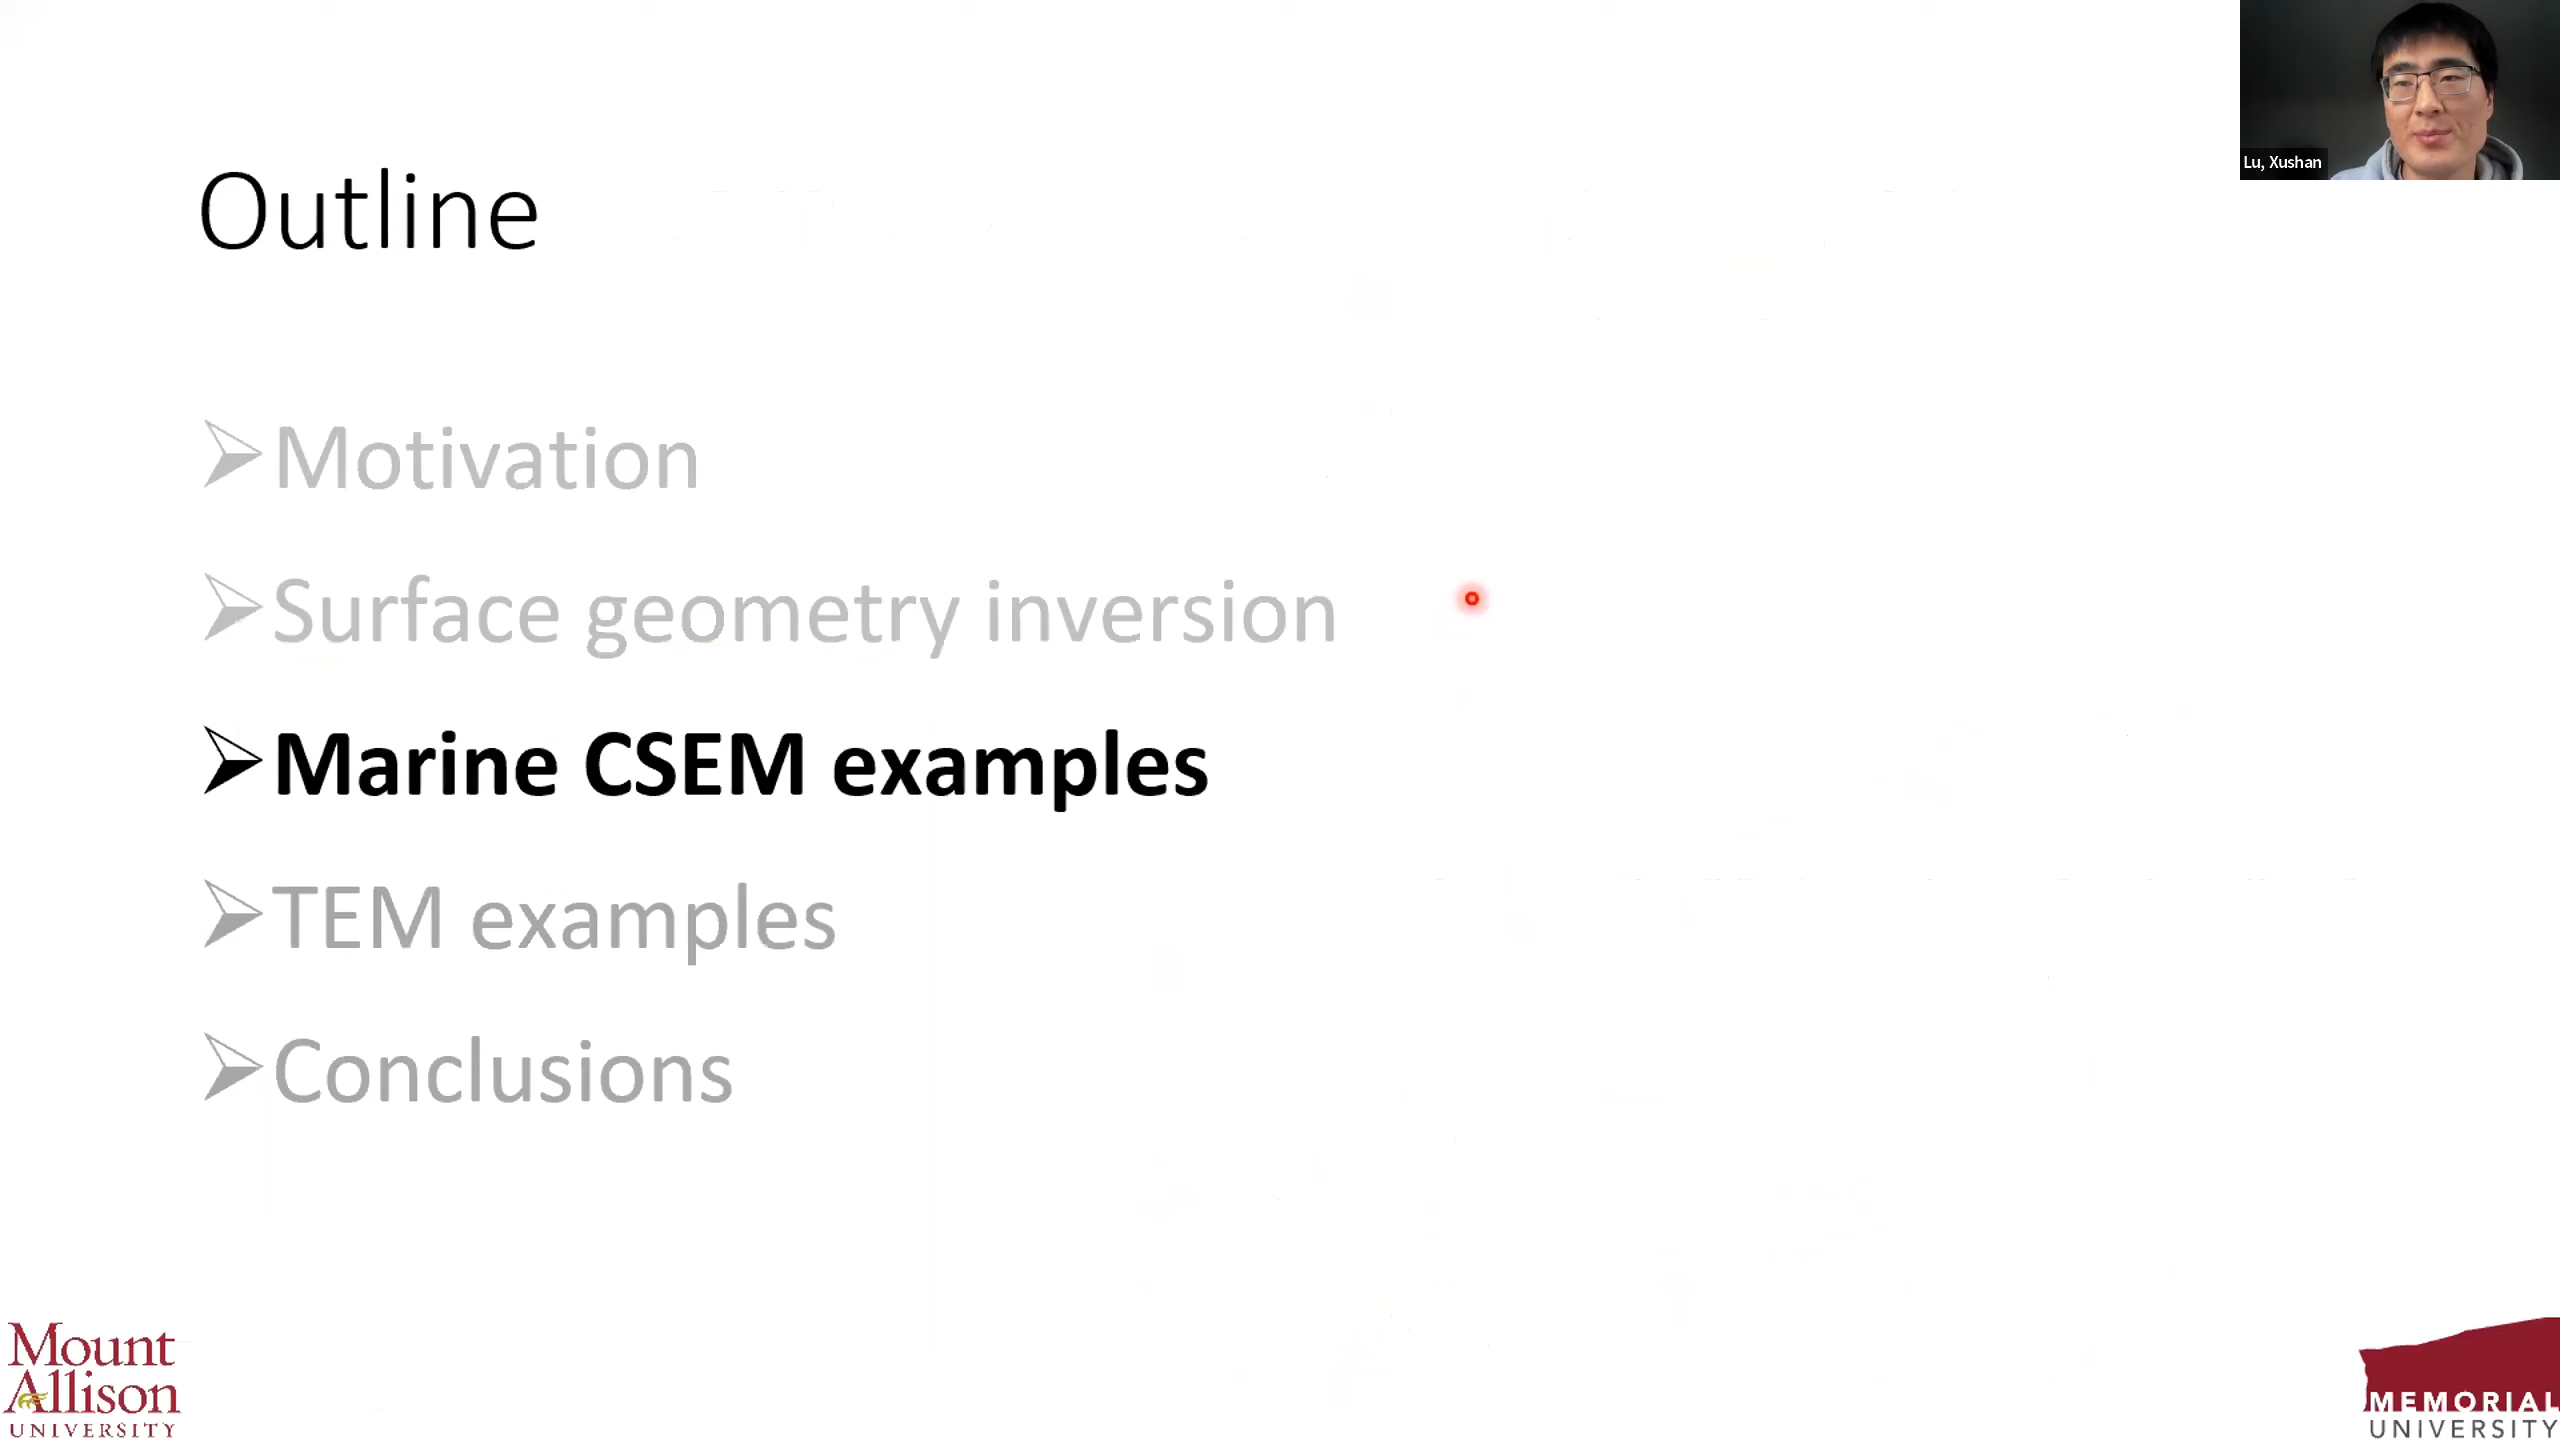 Lu, Xushan
Outline
Motivation
Surface geometry inversion
Marine CSEM examples
TEM examples
Conclusions
Mount
Allison
UNIVERSITY
MEMORIAL
UNIVERSITY